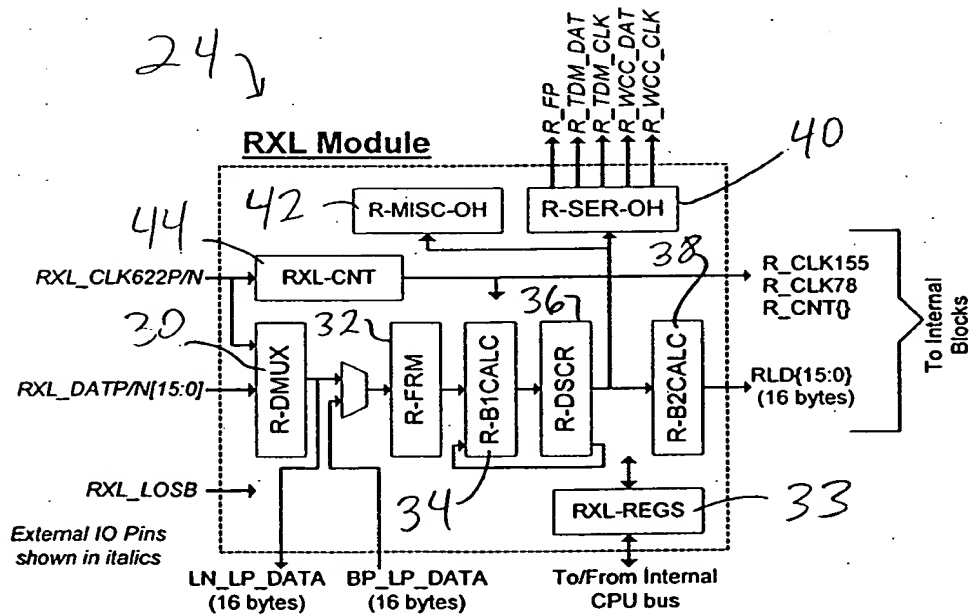 24
R_FP
R_TDM_DAT
R_TDM_CLK
R_WCC_DAT
R_WCC_CLK
RXL Module
40
42
R-MISC-OH
R-SER-OH
44
38
RXL_CLK622P/N
RXL-CNT
R_CLK155
R_CLK78
R_CNT{}
To Internal
Blocks
30
32
36
RXL_DATP/N[15:0]
R-DMUX
R-FRM
R-B1CALC
R-DSCR
R-B2CALC
RLD{15:0}
(16 bytes)
RXL_LOSB
34
RXL-REGS
33
External IO Pins
shown in italics
LN_LP_DATA
(16 bytes)
BP_LP_DATA
(16 bytes)
To/From Internal
CPU bus